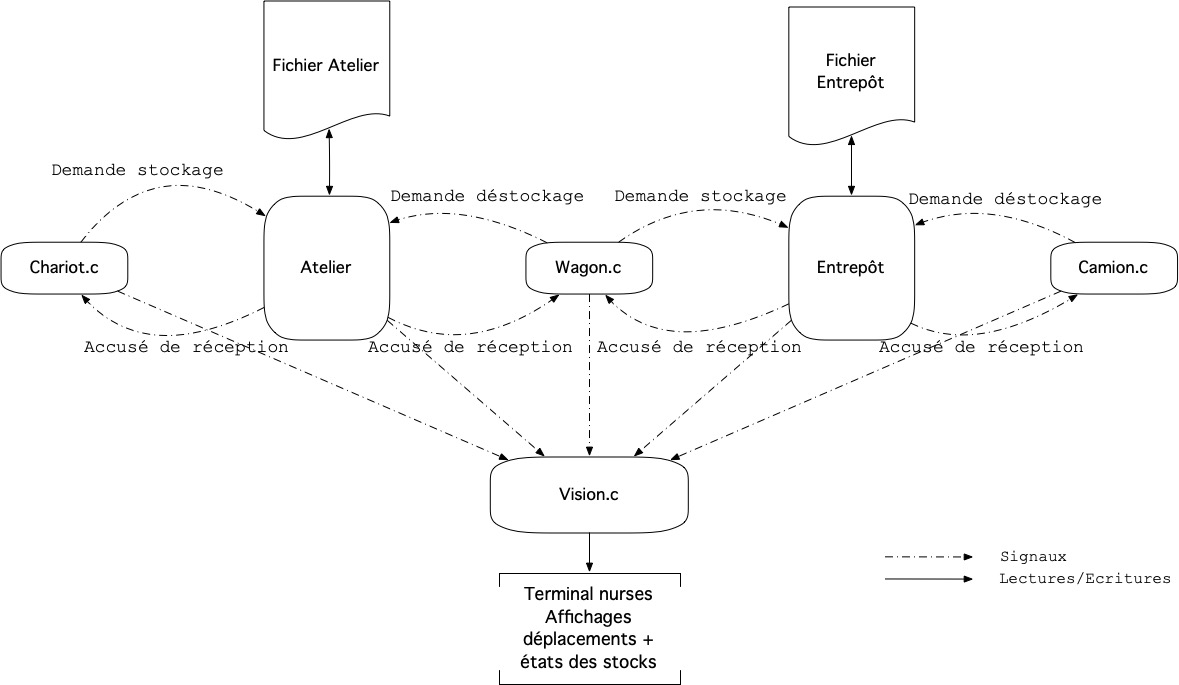 Fichier Atelier
Fichier
Entrepôt
Demande stockage
Demande déstockage
Demande stockage
Demande déstockage
Chariot.c
Atelier
Wagon.c
Entrepôt
Camion.c
Accusé de réception
Accusé de réception
Accusé de réception
Accusé de réception
Vision.c
Signaux
Lectures/Ecritures
Terminal nurses
Affichages
déplacements +
états des stocks